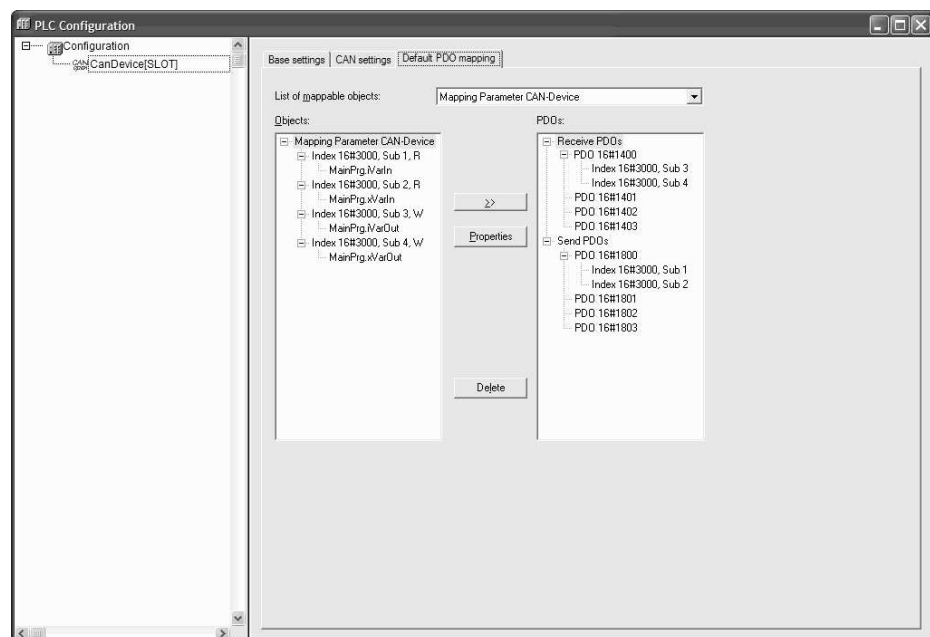 PLC Configuration
Configuration
CAN open CanDevice[SLOT]
Base settings CAN settings Default PDO mapping
List of mappable objects: Mapping Parameter CAN-Device
Objects: PDOs:
Mapping Parameter CAN-Device
Index 16#3000, Sub 1, R
MainPrg.iVarIn
Index 16#3000, Sub 2, R
MainPrg.xVarIn
Index 16#3000, Sub 3, W
MainPrg.iVarOut
Index 16#3000, Sub 4, W
MainPrg.xVarOut
>>
Properties
Delete
Receive PDOs
PDO 16#1400
Index 16#3000, Sub 3
Index 16#3000, Sub 4
PDO 16#1401
PDO 16#1402
PDO 16#1403
Send PDOs
PDO 16#1800
Index 16#3000, Sub 1
Index 16#3000, Sub 2
PDO 16#1801
PDO 16#1802
PDO 16#1803